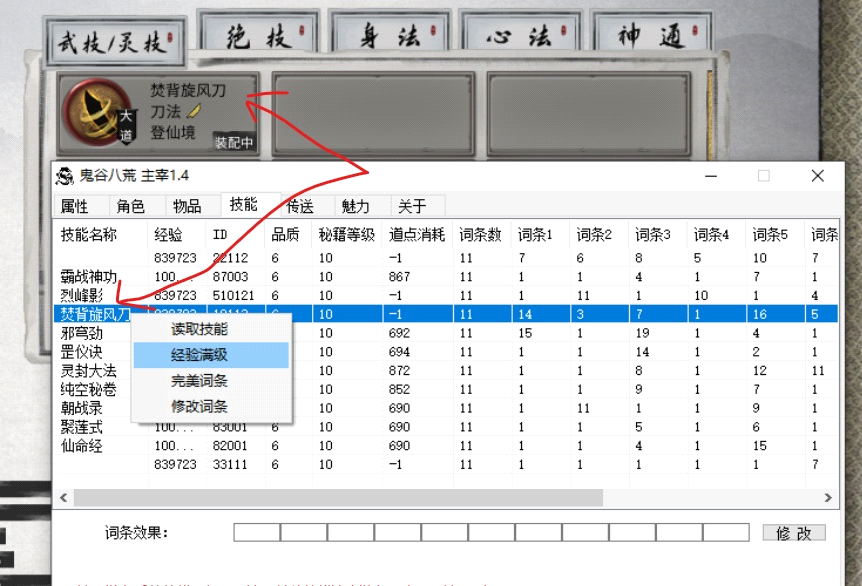 武技/灵技 绝技 身法 心法 神通
焚背旋风刀
刀法
登仙境
大道
装配中
鬼谷八荒 主宰1.4
属性 角色 物品 技能 传送 魅力 关于
技能名称 经验 ID 品质 秘籍等级 道点消耗 词条数 词条1 词条2 词条3 词条4 词条5 词条
839723 22112 6 10 -1 11 7 6 8 5 10 7
霸战神功 100... 87003 6 10 867 11 1 1 4 1 7 1
烈峰影 839723 510121 6 10 -1 11 1 11 1 10 1 4
焚背旋风刀 6 10 -1 11 14 3 7 1 16 5
邪穹劲 10 692 11 15 1 19 1 4 1
罡仪诀 10 694 11 1 1 14 1 2 1
灵封大法 10 872 11 1 1 8 1 12 11
纯空秘卷 10 852 11 1 1 9 1 7 1
朝战录 10 690 11 1 11 1 1 9 1
聚莲式 100... 83001 6 10 690 11 1 1 5 1 6 1
仙命经 100... 82001 6 10 690 11 1 1 4 1 15 1
839723 33111 6 10 -1 11 1 1 1 1 1 7
读取技能
经验满级
完美词条
修改词条
词条效果： 修改